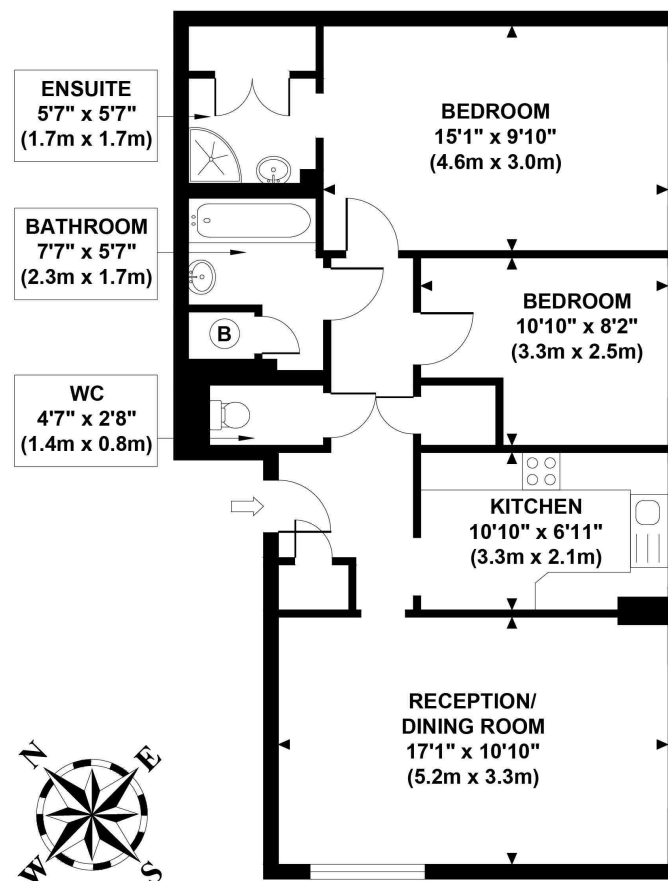 ENSUITE
5'7" x 5'7"
(1.7m x 1.7m)
BEDROOM
15'1" x 9'10"
(4.6m x 3.0m)
BATHROOM
7'7" x 5'7"
(2.3m x 1.7m)
B
BEDROOM
10'10" x 8'2"
(3.3m x 2.5m)
WC
4'7" x 2'8"
(1.4m x 0.8m)
KITCHEN
10'10" x 6'11"
(3.3m x 2.1m)
RECEPTION/
DINING ROOM
17'1" x 10'10"
(5.2m x 3.3m)
N
E
W
S